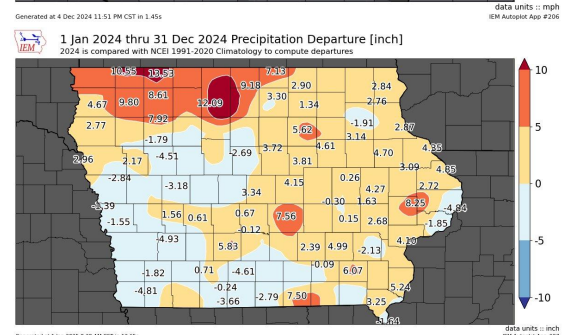 data units :: mph
Generated at 4 Dec 2024 11:51 PM CST in 1.45s
IEM Autoplot App #206
IEM
1 Jan 2024 thru 31 Dec 2024 Precipitation Departure [inch]
2024 is compared with NCEI 1991-2020 Climatology to compute departures
10.55 13.53 7.13
9.18 2.90 2.84
4.67 9.80 8.61 12.09 3.30 1.34 2.76
2.77 7.92 -1.91 2.87
5.62 3.14
-1.79 3.72 4.61 4.35
2.96 2.17 -4.51 -2.69 3.81 4.70
3.09 4.85
-2.84 -3.18 4.15 0.26 2.72
3.34 4.27
-1.39 -0.30 1.63 8.25 -4.84
-1.55 1.56 0.61 0.67 7.56 0.15 2.68 -1.85
-0.12
-4.93 5.83 2.39 4.99 -2.13 4.10
-0.09
-1.82 0.71 -4.61 6.07
-4.81 -0.24 5.24
-3.66 -2.79 7.50 3.25
-1.64
10
5
0
-5
-10
data units :: inch